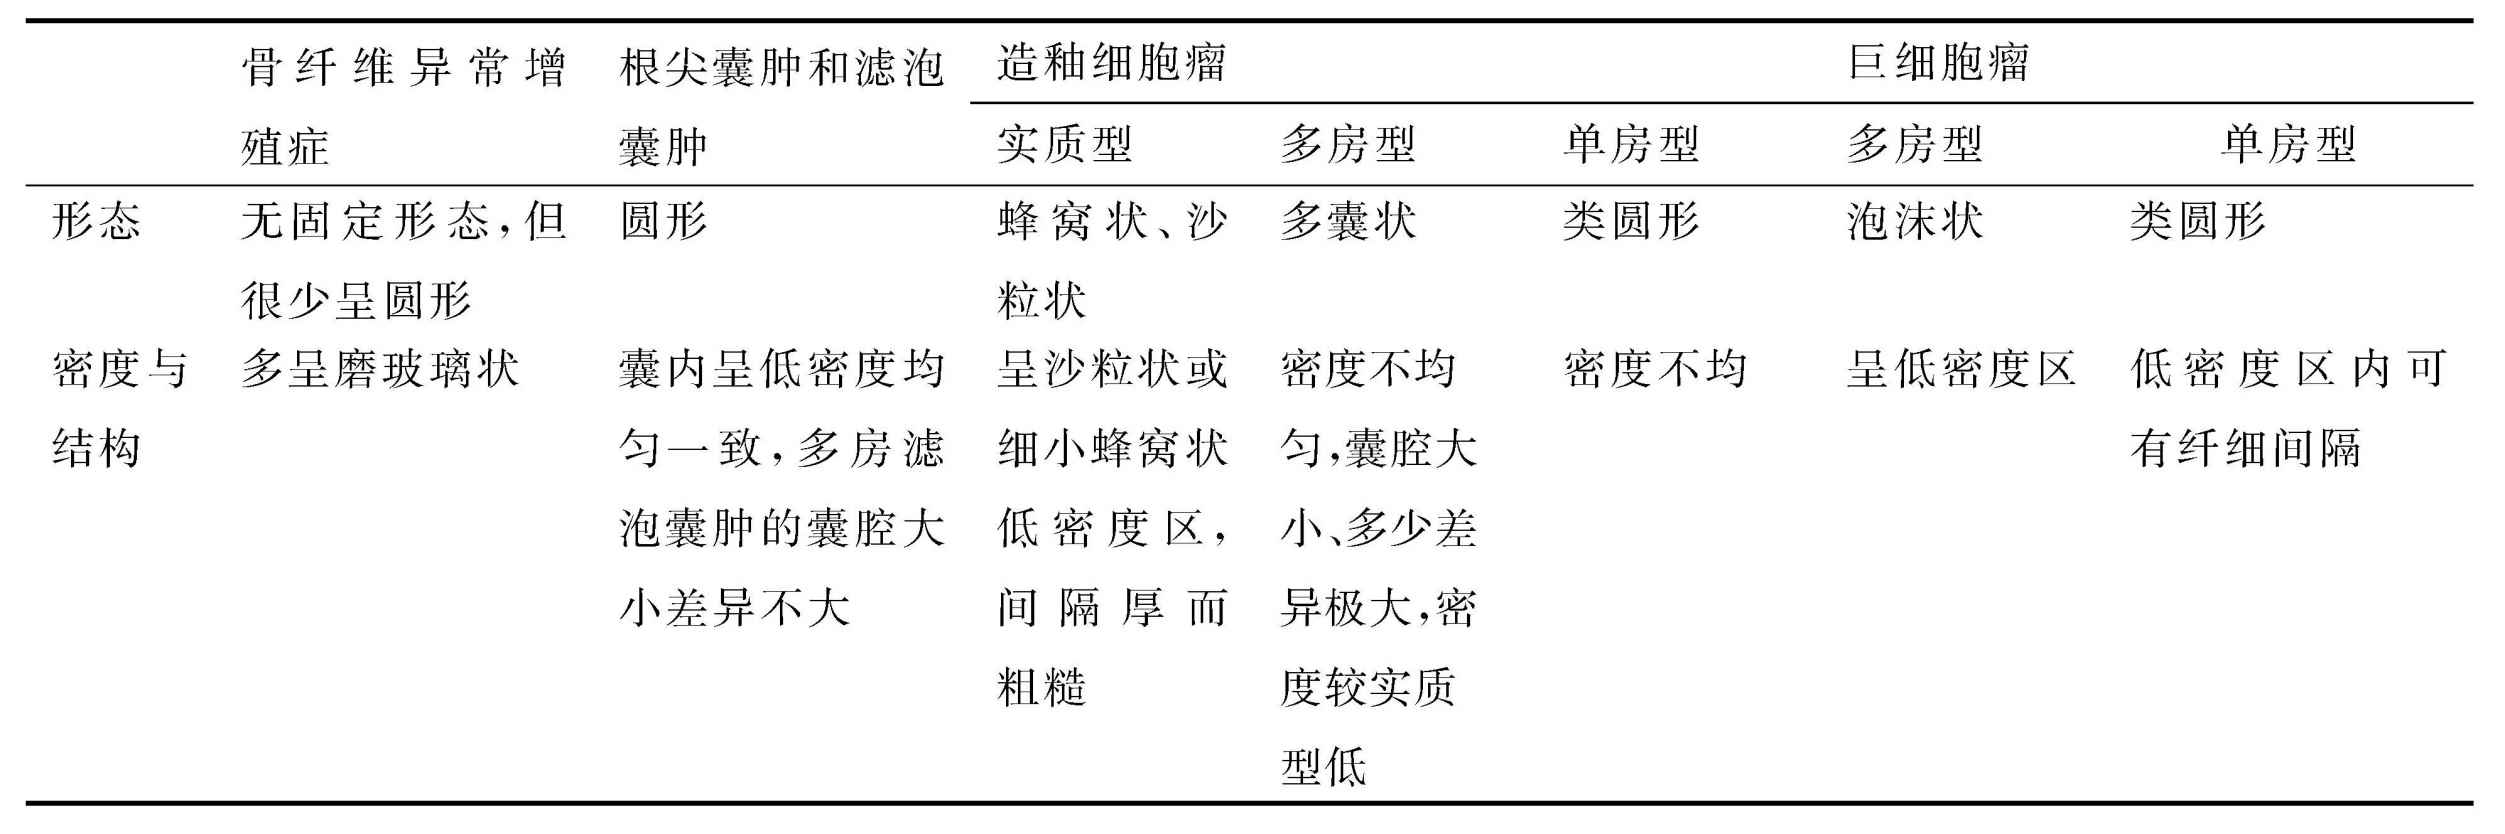 骨纤维异常增 根尖囊肿和滤泡 造釉细胞瘤 巨细胞瘤
殖症 囊肿 实质型 多房型 单房型 多房型 单房型
形态 无固定形态,但 圆形 蜂窝状、沙 多囊状 类圆形 泡沫状 类圆形
很少呈圆形 粒状
密度与 多呈磨玻璃状 囊内呈低密度均 呈沙粒状或 密度不均 密度不均 呈低密度区 低密度区内可
结构 匀一致,多房滤 细小蜂窝状 匀,囊腔大 有纤细间隔
泡囊肿的囊腔大 低密度区, 小、多少差
小差异不大 间隔厚而 异极大,密
粗糙 度较实质
型低